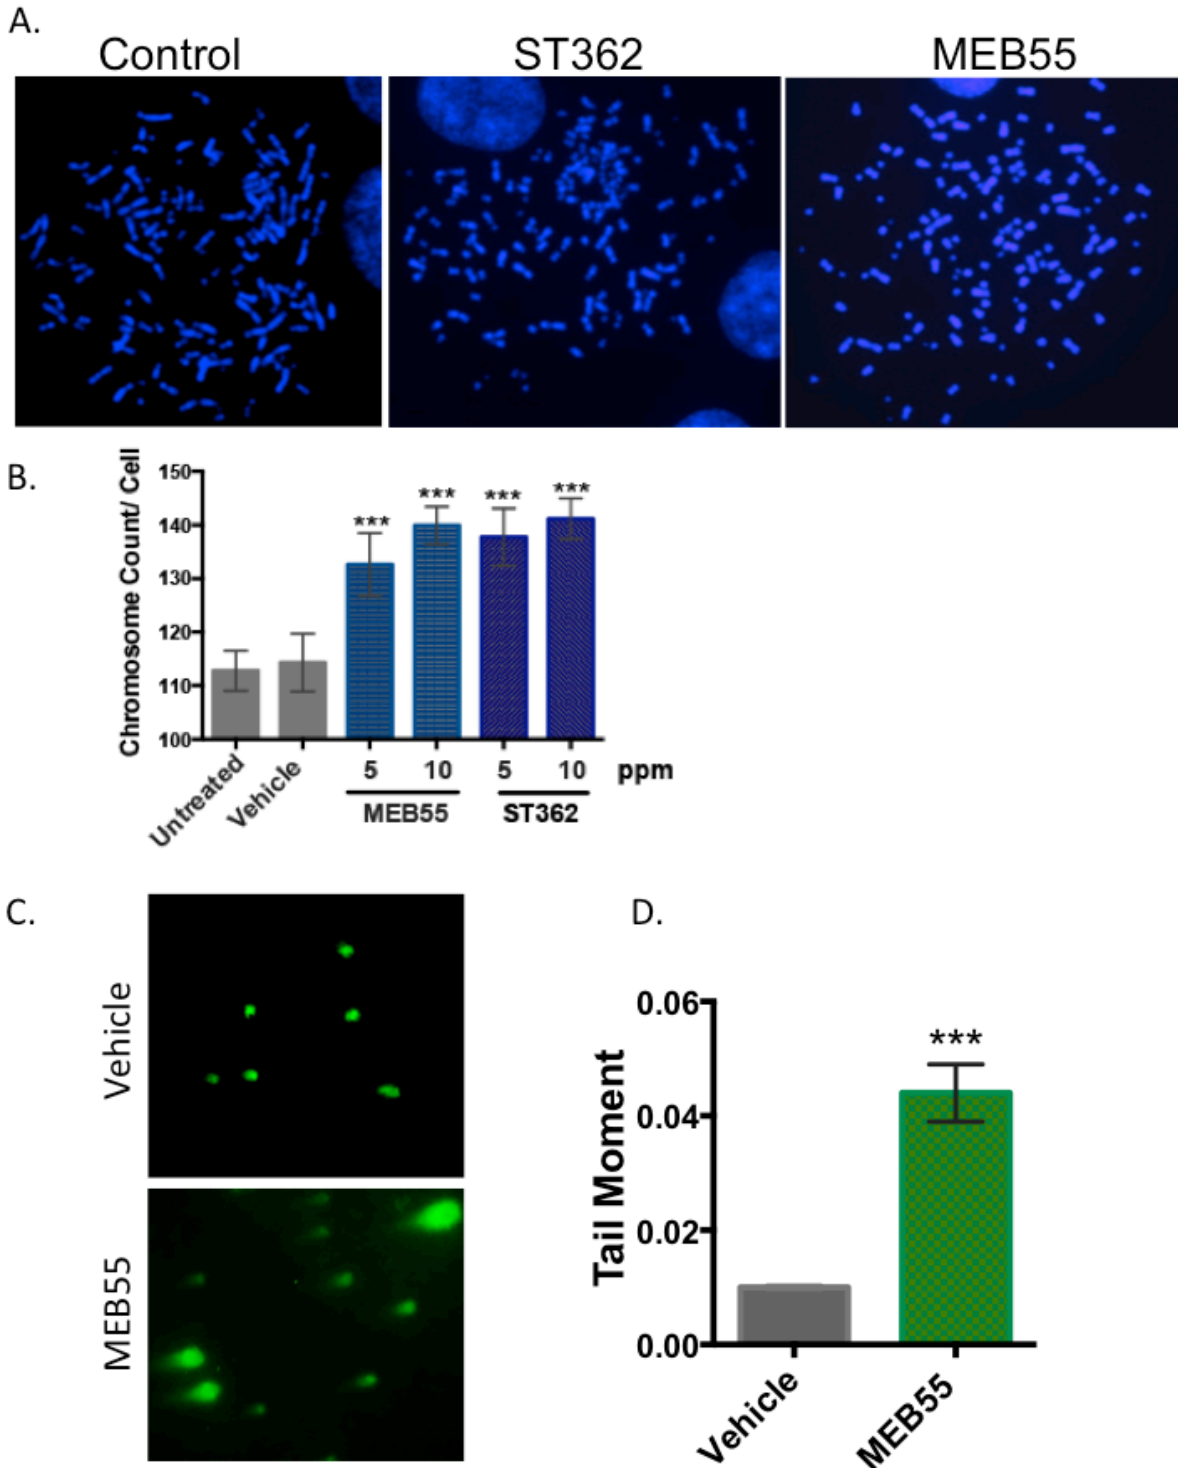 A.
Control ST362 MEB55
B.
Chromosome Count/ Cell
150
140
130
120
110
100
*** *** *** ***
Untreated Vehicle 5 10 5 10 ppm
MEB55 ST362
C.
Vehicle
MEB55
D.
Tail Moment
0.06
0.04
0.02
0.00
***
Vehicle MEB55